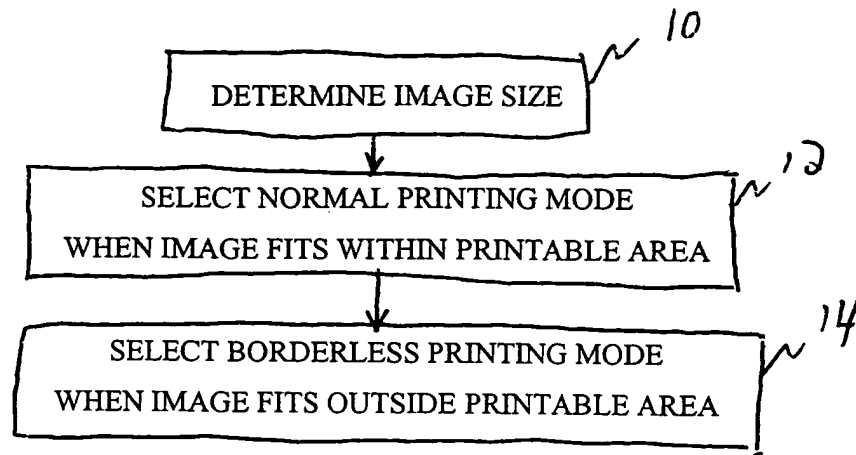 10
DETERMINE IMAGE SIZE
12
SELECT NORMAL PRINTING MODE
WHEN IMAGE FITS WITHIN PRINTABLE AREA
14
SELECT BORDERLESS PRINTING MODE
WHEN IMAGE FITS OUTSIDE PRINTABLE AREA